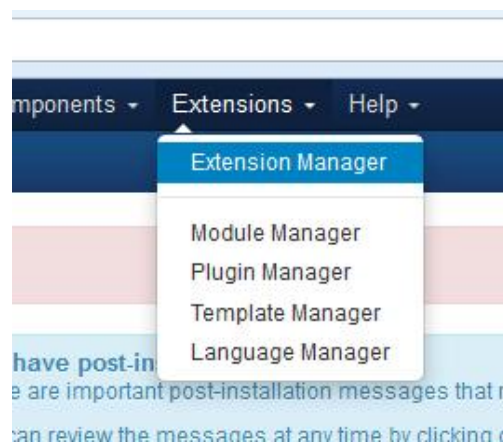 mponents Extensions Help
Extension Manager
Module Manager
Plugin Manager
Template Manager
Language Manager
have post-in
e are important post-installation messages that
can review the messages at any time by clicking